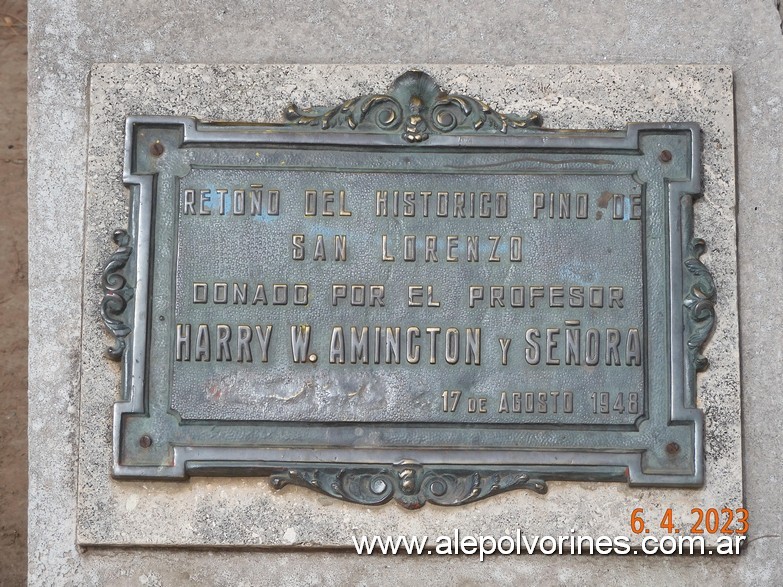 RETOÑO DEL HISTORICO PINO DE
SAN LORENZO
DONADO POR EL PROFESOR
HARRY W. AMINGTON Y SEÑORA
17 DE AGOSTO 1948
6. 4. 2023
www.alepolvorines.com.ar